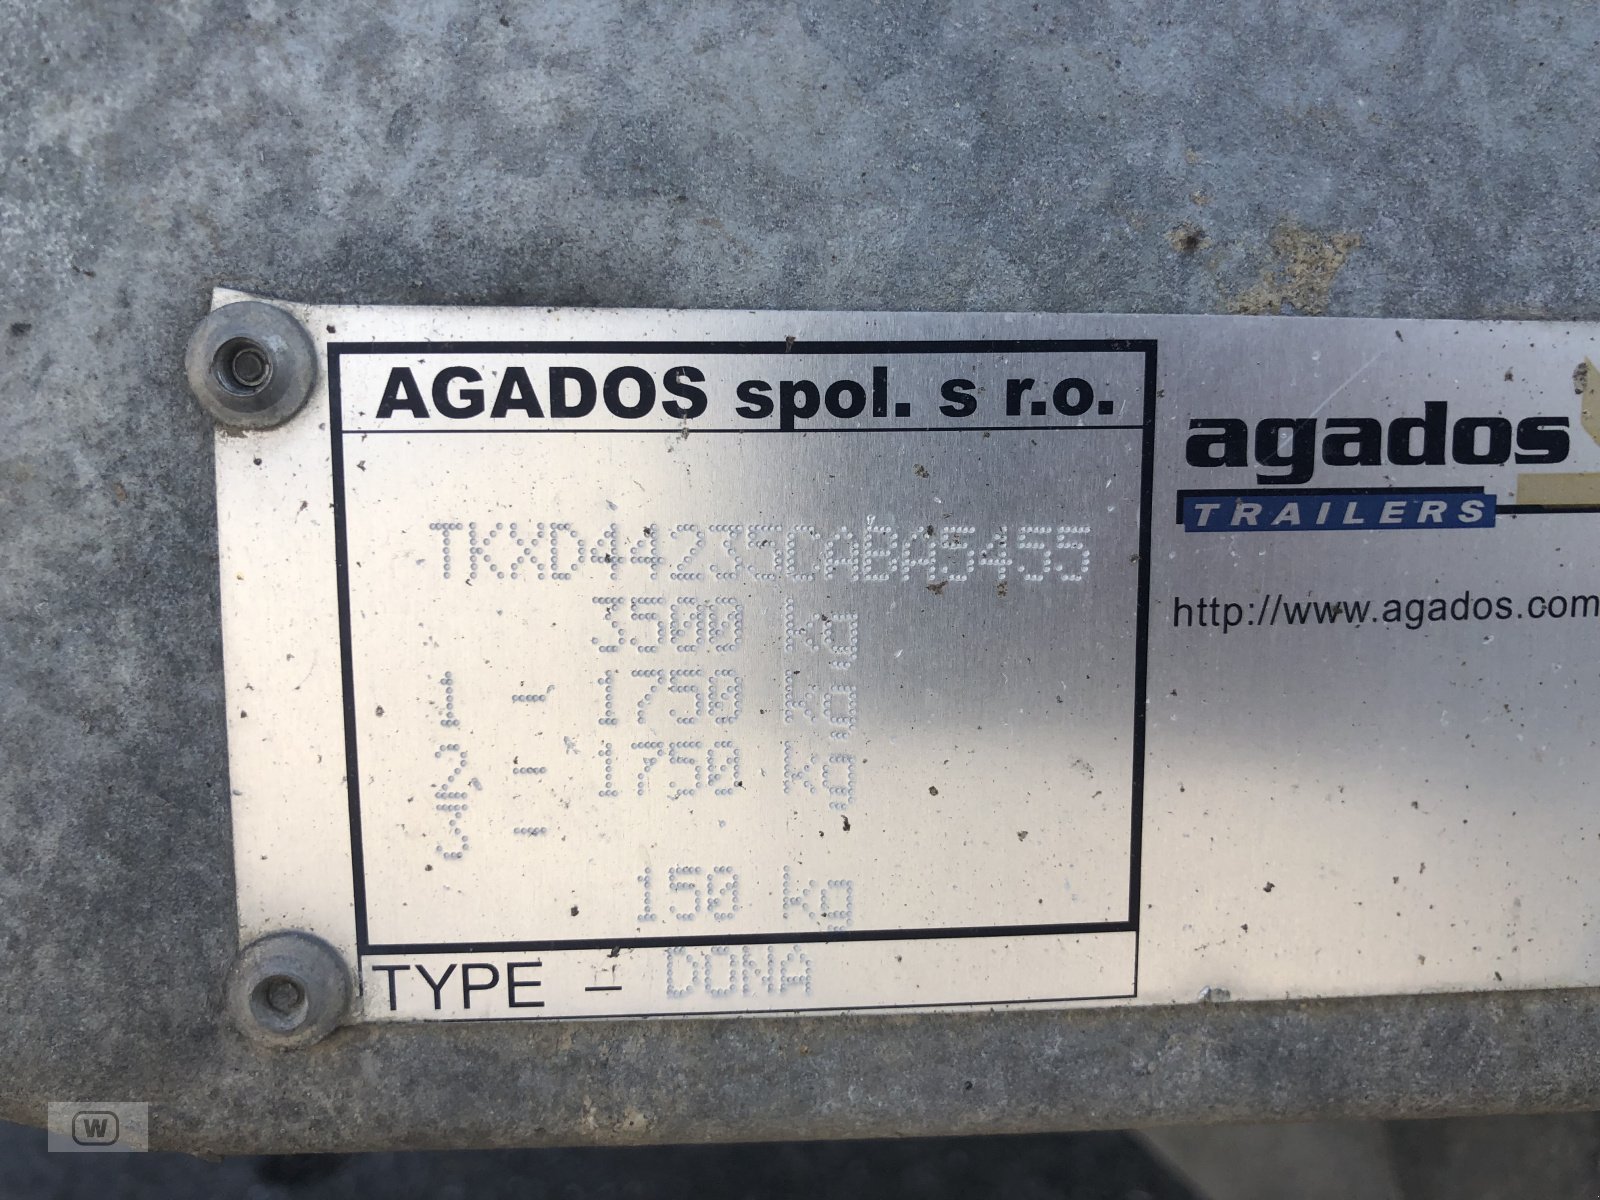 AGADOS spol. s r.o.
TKXD44235CABA5455
3500 kg
1 - 1750 kg
2 - 1750 kg
3 -
150 kg
TYPE - DONA
agados
TRAILERS
http://www.agados.com
W